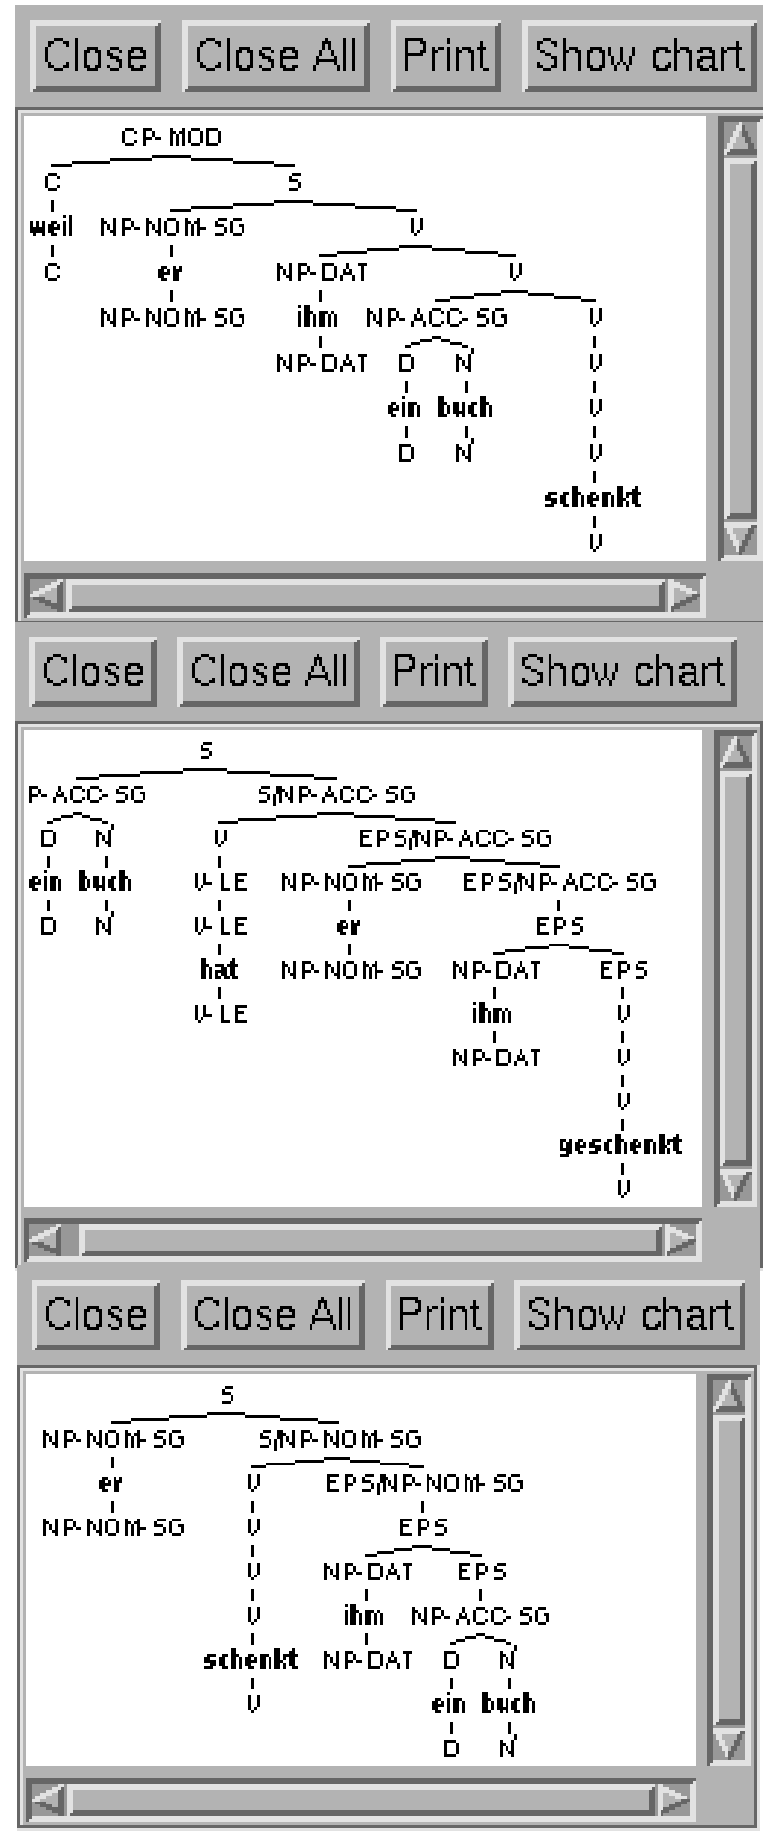 Close Close All Print Show chart
CP-MOD
C S
weil NP-NOM-SG V
C er NP-DAT V
NP-NOM-SG ihm NP-ACC-SG V
NP-DAT D N' V
ein buch V
D N' V
schenkt
V
Close Close All Print Show chart
S
P-ACC-SG S/NP-ACC-SG
D N' V EPS/NP-ACC-SG
ein buch V-LE NP-NOM-SG EPS/NP-ACC-SG
D N' V-LE er EPS
hat NP-NOM-SG NP-DAT EPS
V-LE ihm V
NP-DAT V
V
geschenkt
V
Close Close All Print Show chart
S
NP-NOM-SG S/NP-NOM-SG
er V EPS/NP-NOM-SG
NP-NOM-SG V EPS
V NP-DAT EPS
V ihm NP-ACC-SG
schenkt NP-DAT D N'
V ein buch
D N'